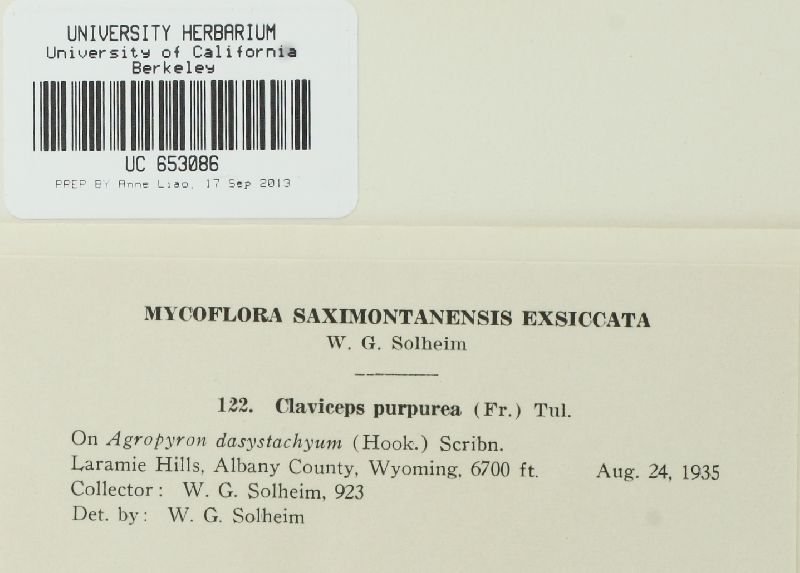 UNIVERSITY HERBARIUM
University of California
Berkeley
UC 653086
PREP BY Anne Liao, 17 Sep 2013
MYCOFLORA SAXIMONTANENSIS EXSICCATA
W. G. Solheim
122. Claviceps purpurea (Fr.) Tul.
On Agropyron dasystachyum (Hook.) Scribn.
Laramie Hills, Albany County, Wyoming, 6700 ft. Aug. 24, 1935
Collector: W. G. Solheim, 923
Det. by: W. G. Solheim